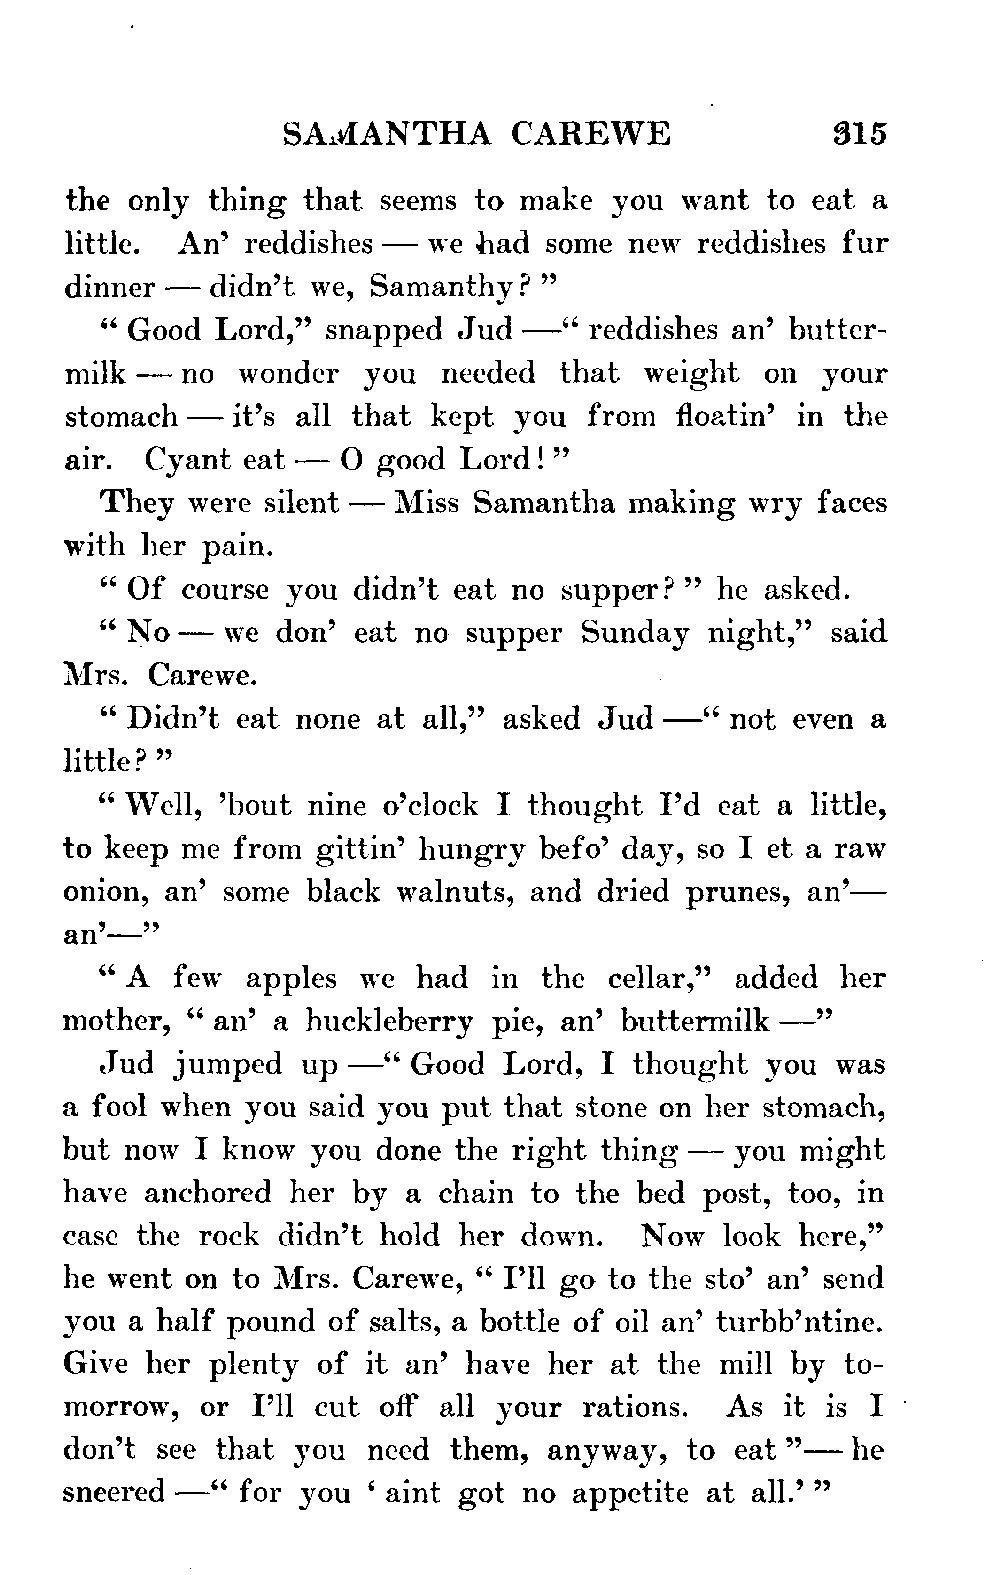 SAMANTHA CAREWE 315
the only thing that seems to make you want to eat a
little. An' reddishes — we had some new reddishes fur
dinner — didn't we, Samanthy? "
" Good Lord," snapped Jud —" reddishes an' butter-
milk — no wonder you needed that weight on your
stomach — it's all that kept you from floatin' in the
air. Cyant eat — O good Lord! "
They were silent — Miss Samantha making wry faces
with her pain.
" Of course you didn't eat no supper? " he asked.
" No — we don' eat no supper Sunday night," said
Mrs. Carewe.
" Didn't eat none at all," asked Jud —" not even a
little? "
" Well, 'bout nine o'clock I thought I'd eat a little,
to keep me from gittin' hungry befo' day, so I et a raw
onion, an' some black walnuts, and dried prunes, an'—
an'—"
" A few apples we had in the cellar," added her
mother, " an' a huckleberry pie, an' buttermilk —"
Jud jumped up —" Good Lord, I thought you was
a fool when you said you put that stone on her stomach,
but now I know you done the right thing — you might
have anchored her by a chain to the bed post, too, in
case the rock didn't hold her down. Now look here,"
he went on to Mrs. Carewe, " I'll go to the sto' an' send
you a half pound of salts, a bottle of oil an' turbb'ntine.
Give her plenty of it an' have her at the mill by to-
morrow, or I'll cut off all your rations. As it is I
don't see that you need them, anyway, to eat "— he
sneered —" for you ' aint got no appetite at all.' "